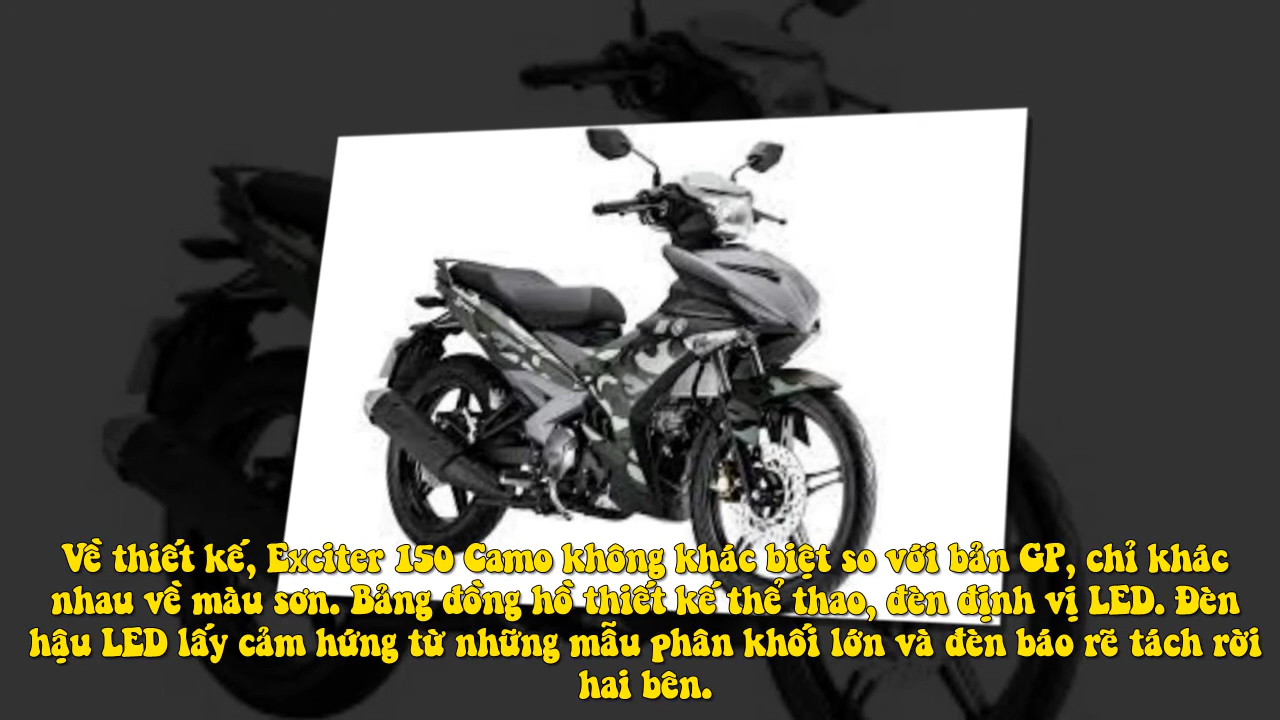 Về thiết kế, Exciter 150 Camo không khác biệt so với bản GP, chỉ khác
nhau về màu sơn. Bảng đồng hồ thiết kế thể thao, đèn định vị LED. Đèn
hậu LED lấy cảm hứng từ những mẫu phân khối lớn và đèn báo rẽ tách rời
hai bên.